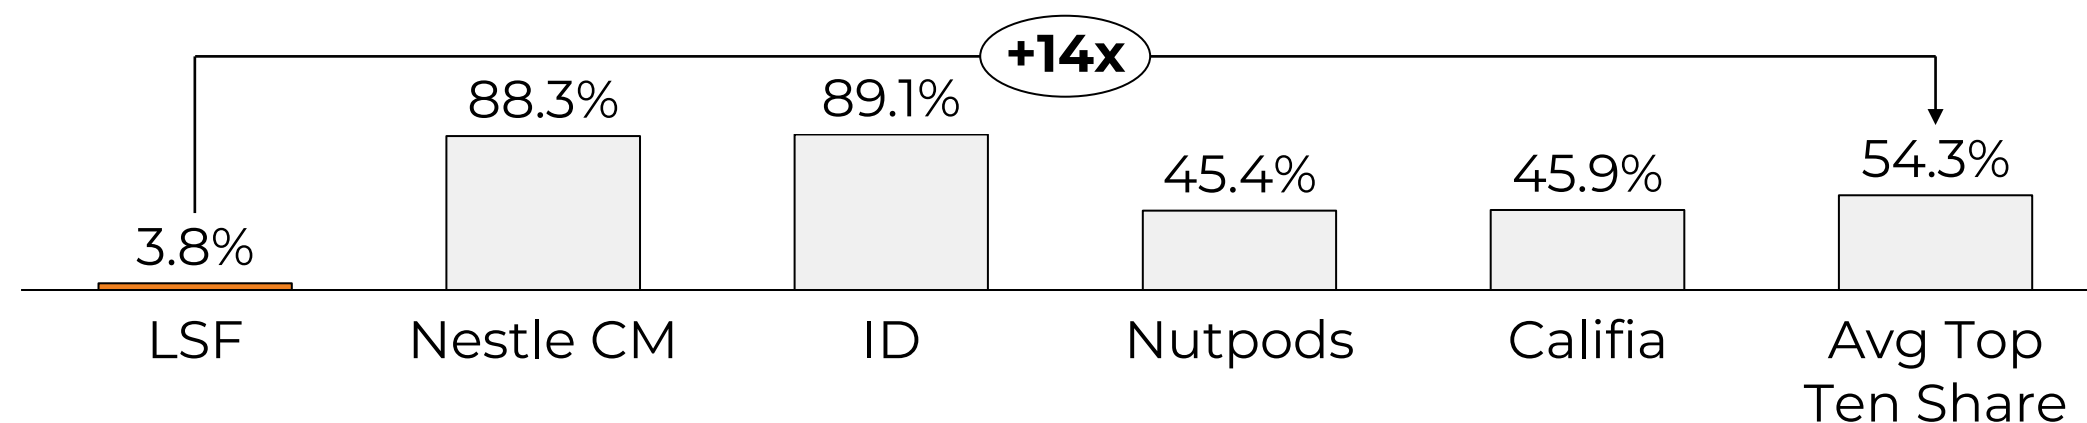 +14x
88.3%
89.1%
54.3%
45.4%
45.9%
3.8%
LSF
Nestle CM
ID
Nutpods
Califia
Avg Top
Ten Share